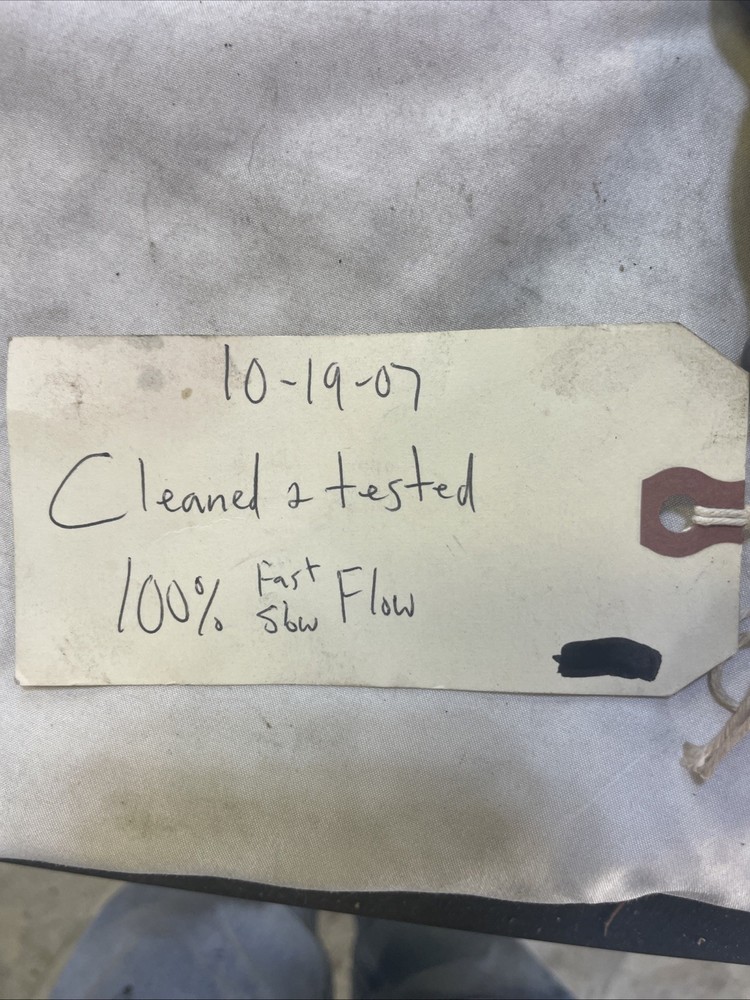 10-19-07
Cleaned & tested
100% Fast Slow Flow